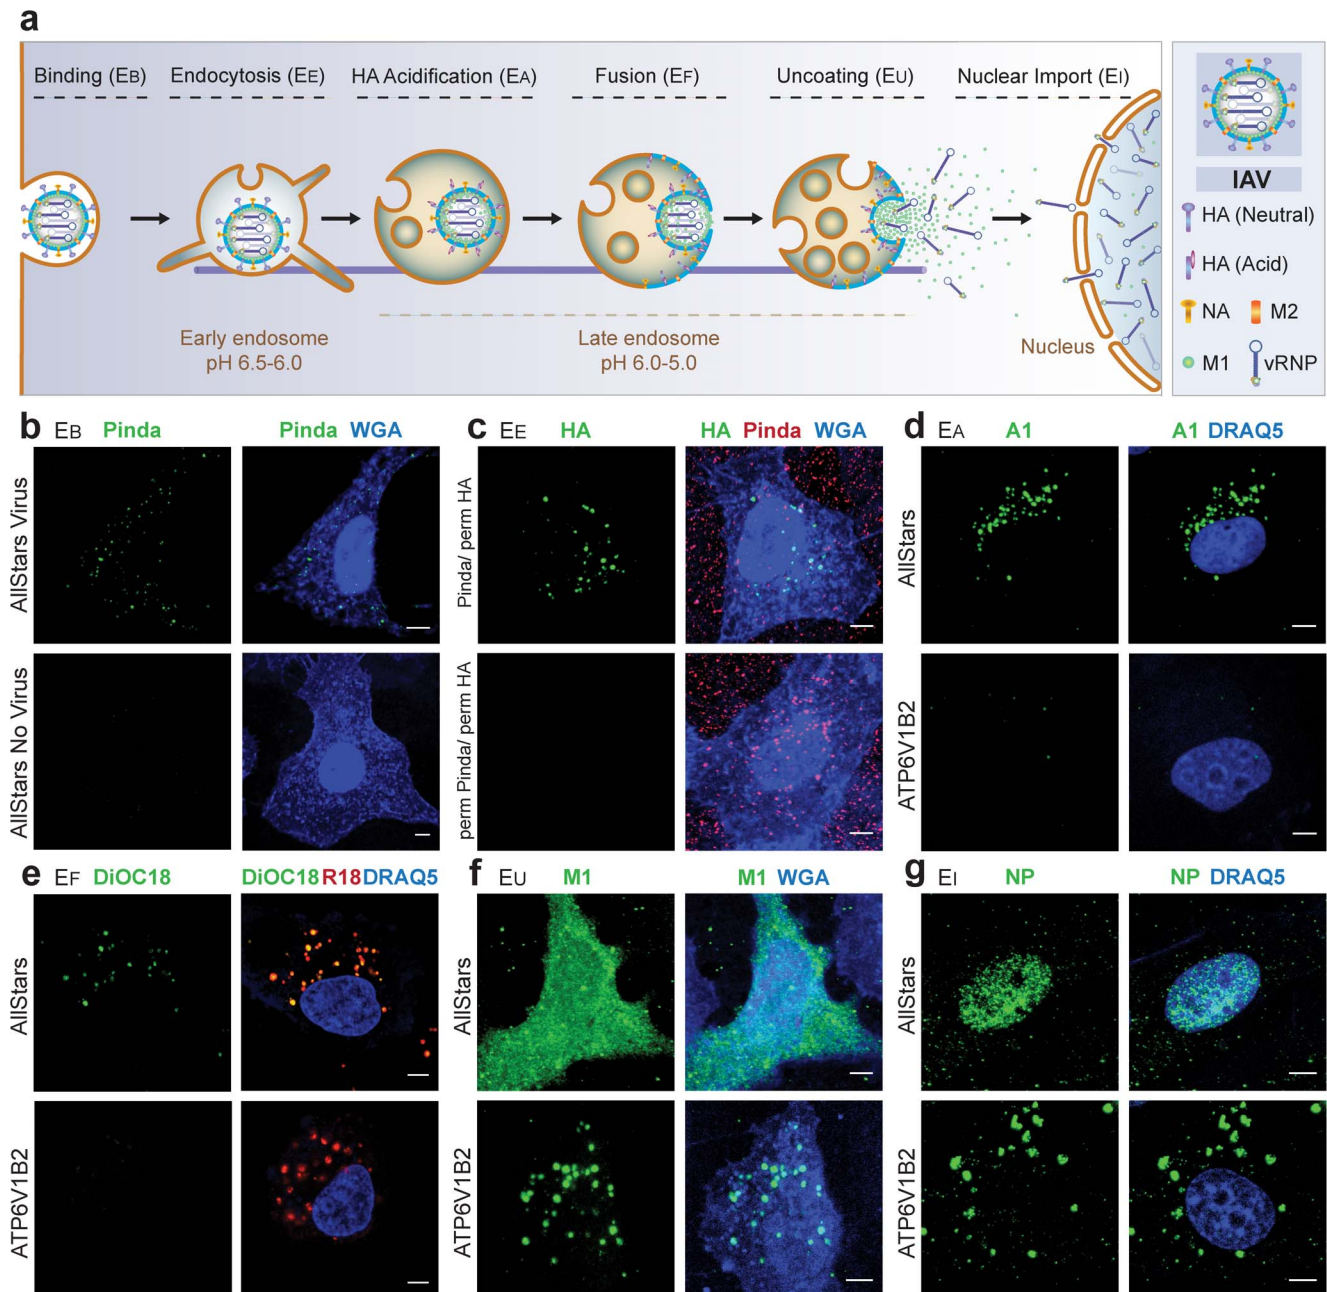 a
Binding (EB)
Endocytosis (EE)
HA Acidification (EA)
Fusion (EF)
Uncoating (EU)
Nuclear Import (EI)
Early endosome
pH 6.5-6.0
Late endosome
pH 6.0-5.0
Nucleus
IAV
HA (Neutral)
HA (Acid)
NA
M2
M1
vRNP
b EB Pinda
Pinda WGA
AllStars Virus
AllStars No Virus
c EE HA
HA Pinda WGA
Pinda/ perm HA
perm Pinda/ perm HA
d EA A1
A1 DRAQ5
AllStars
ATP6V1B2
e EF DiOC18
DiOC18 R18 DRAQ5
AllStars
ATP6V1B2
f EU M1
M1 WGA
AllStars
ATP6V1B2
g EI NP
NP DRAQ5
AllStars
ATP6V1B2